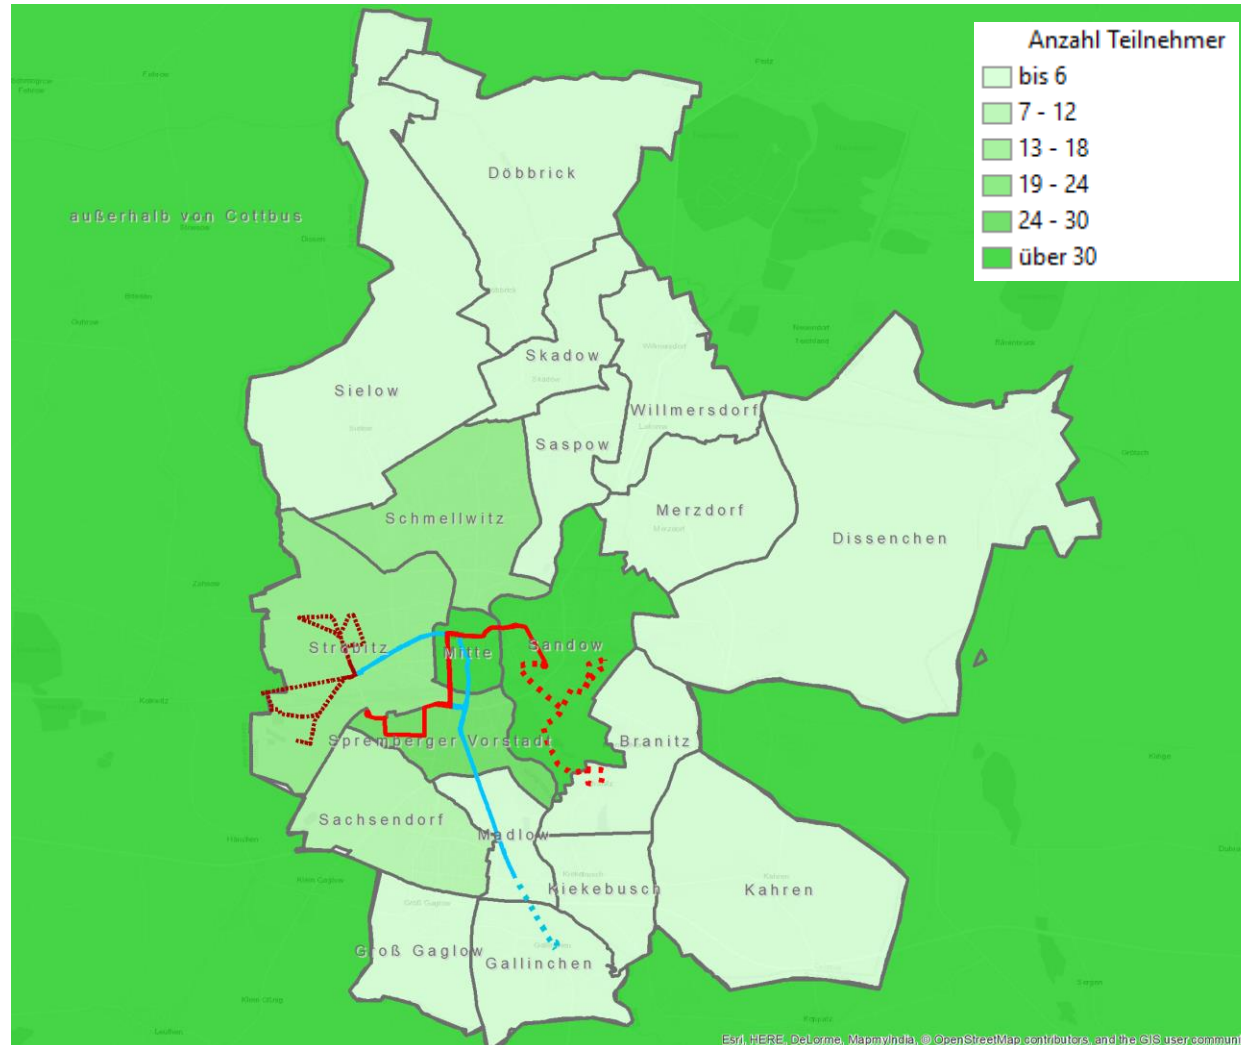 Anzahl Teilnehmer
bis 6
7 - 12
13 - 18
19 - 24
24 - 30
über 30
Döbbrick
außerhalb von Cottbus
Skadow
Sielow
Willmersdorf
Saspow
Schmellwitz
Merzdorf
Dissenchen
Ströbitz
Mitte
Sandow
Spremberger Vorstadt
Branitz
Sachsendorf
Madlow
Kiekebusch
Kahren
Groß Gaglow
Gallinchen
Esri, HERE, DeLorme, MapmyIndia, © OpenStreetMap contributors, and the GIS user communi